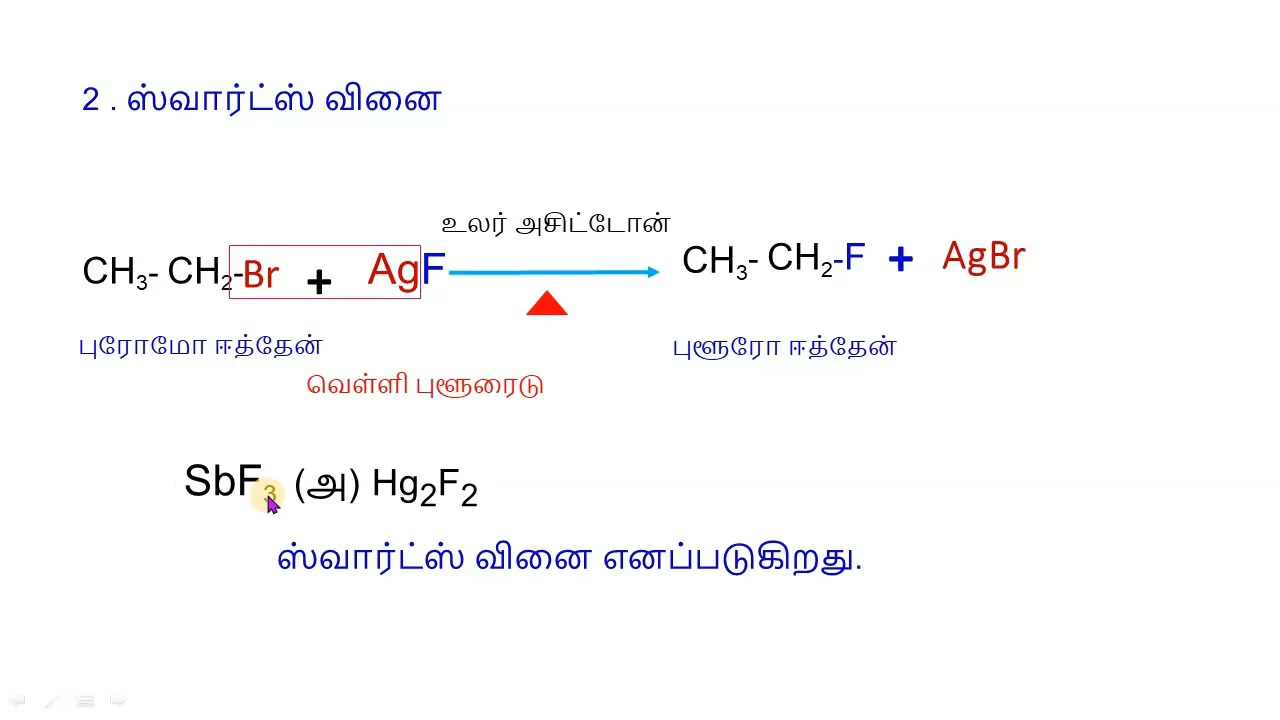 2 . ஸ்வார்ட்ஸ் வினை
உலர் அசிட்டோன்
CH3- CH2-Br + AgF CH3- CH2-F + AgBr
புரோமோ ஈத்தேன் புளூரோ ஈத்தேன்
வெள்ளி புளூரைடு
SbF3 (அ) Hg2F2
ஸ்வார்ட்ஸ் வினை எனப்படுகிறது.